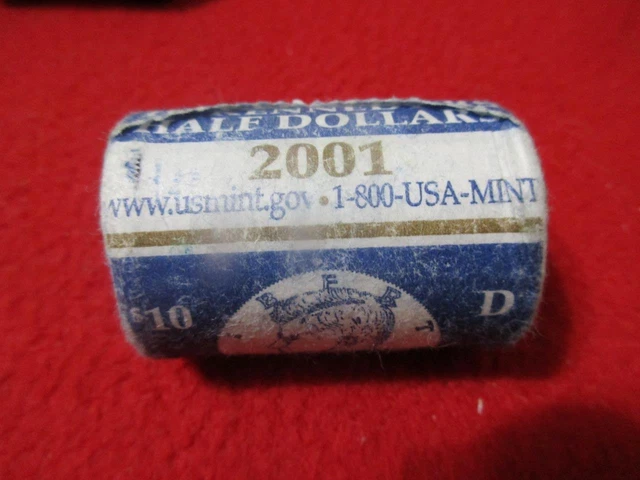 HALF DOLLARS
2001
www.usmint.gov • 1-800-USA-MINT
$10
D